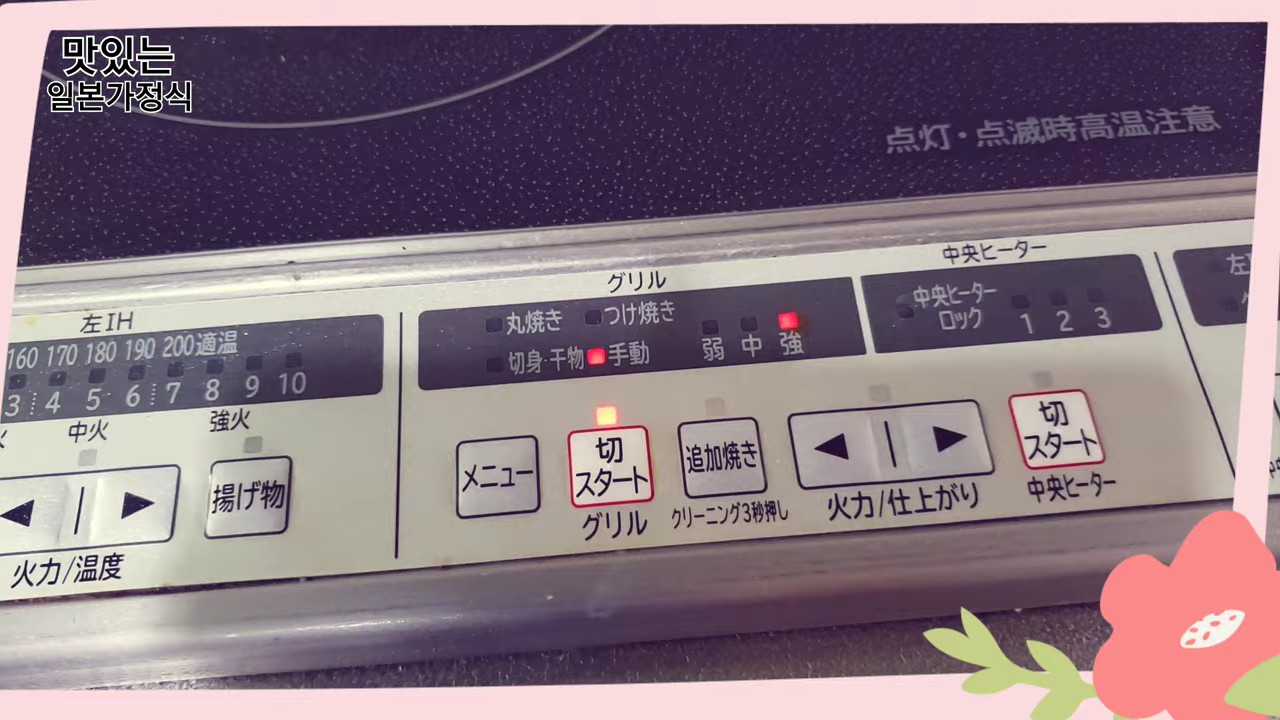 맛있는
일본가정식
点灯・点滅時高温注意
左IH
160 170 180 190 200 適温
3 4 5 6 7 8 9 10
中火 強火
揚げ物
火力/温度
グリル
丸焼き つけ焼き
切身・干物 手動 弱 中 強
メニュー
切
スタート
グリル
追加焼き
クリーニング3秒押し
火力/仕上がり
中央ヒーター
中央ヒーター
ロック 1 2 3
切
スタート
中央ヒーター